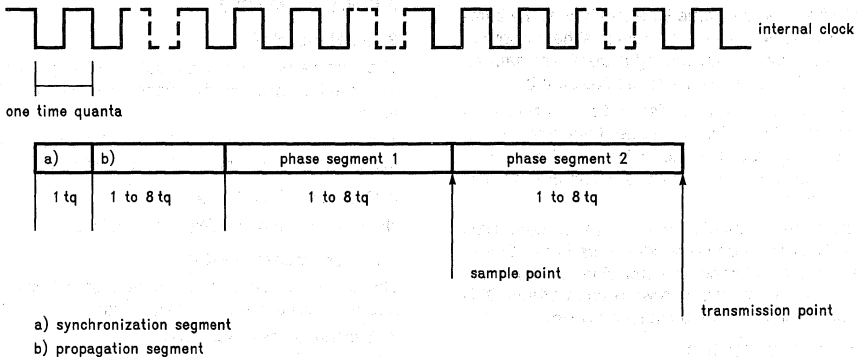 internal clock
one time quanta
a) b) phase segment 1 phase segment 2
1 tq 1 to 8 tq 1 to 8 tq 1 to 8 tq
sample point
transmission point
a) synchronization segment
b) propagation segment